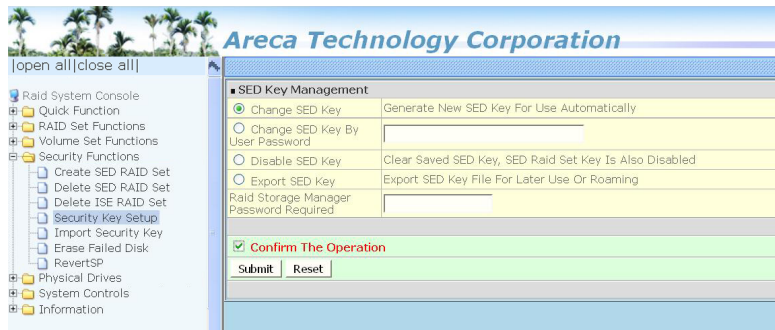 Areca Technology Corporation
|open all|close all|
Raid System Console
Quick Function
RAID Set Functions
Volume Set Functions
Security Functions
Create SED RAID Set
Delete SED RAID Set
Delete ISE RAID Set
Security Key Setup
Import Security Key
Erase Failed Disk
RevertSP
Physical Drives
System Controls
Information
SED Key Management
Change SED Key
Generate New SED Key For Use Automatically
Change SED Key By
User Password
Disable SED Key
Clear Saved SED Key, SED Raid Set Key Is Also Disabled
Export SED Key
Export SED Key File For Later Use Or Roaming
Raid Storage Manager
Password Required
Confirm The Operation
Submit Reset